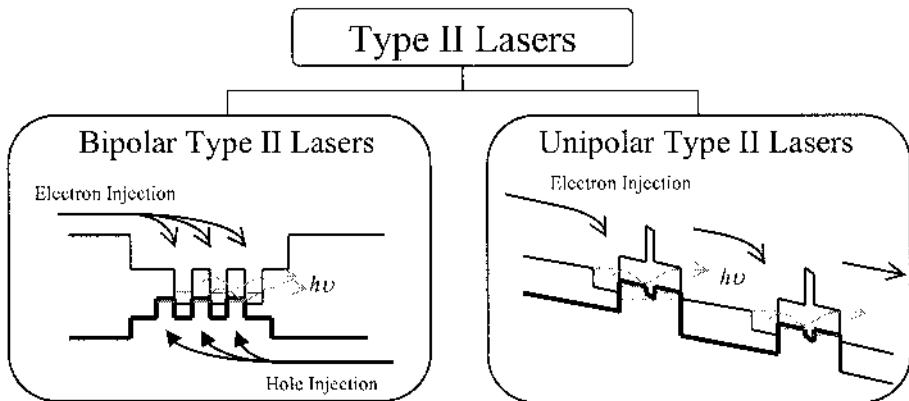 Type II Lasers
Bipolar Type II Lasers
Electron Injection
hυ
Hole Injection
Unipolar Type II Lasers
Electron Injection
hυ